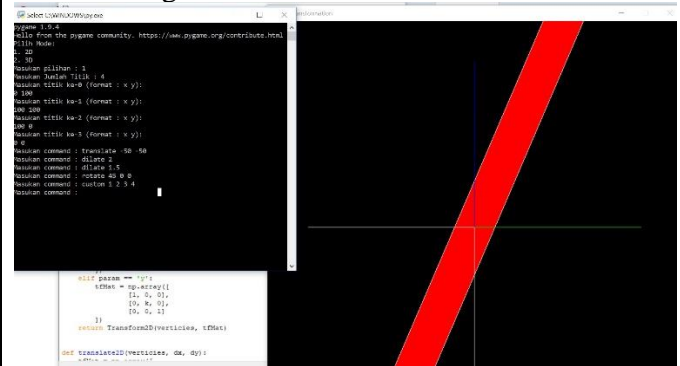 Select C:\WINDOWS\py.exe
pygame 1.9.4
Hello from the pygame community. https://www.pygame.org/contribute.html
Pilih Mode:
1. 2D
2. 3D
Masukan pilihan : 1
Masukan Jumlah Titik : 4
Masukan titik ke-0 (format : x y):
0 100
Masukan titik ke-1 (format : x y):
100 100
Masukan titik ke-2 (format : x y):
100 0
Masukan titik ke-3 (format : x y):
0 0
Masukan command : translate -50 -50
Masukan command : dilate 2
Masukan command : dilate 1.5
Masukan command : rotate 45 0 0
Masukan command : custom 1 2 3 4
Masukan command :
])
elif param == 'y':
tfMat = np.array([
[1, 0, 0],
[0, k, 0],
[0, 0, 1]
])
return Transform2D(verticies, tfMat)
def translate2D(verticies, dx, dy):